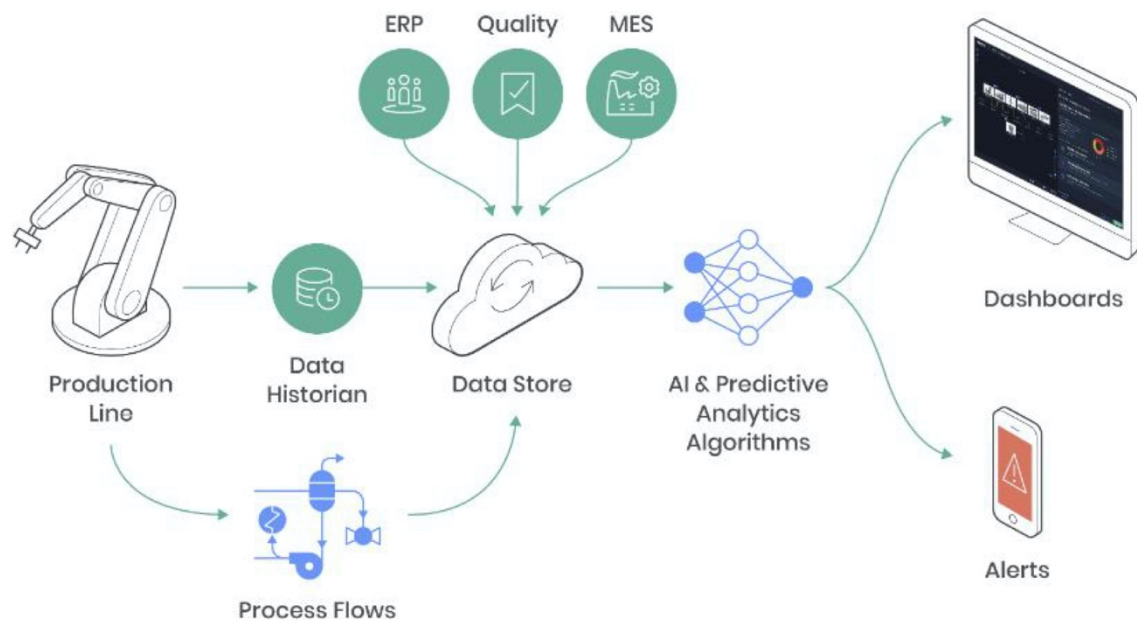 ERP
Quality
MES
Production
Line
Data
Historian
Data Store
AI & Predictive
Analytics
Algorithms
Dashboards
Process Flows
Alerts